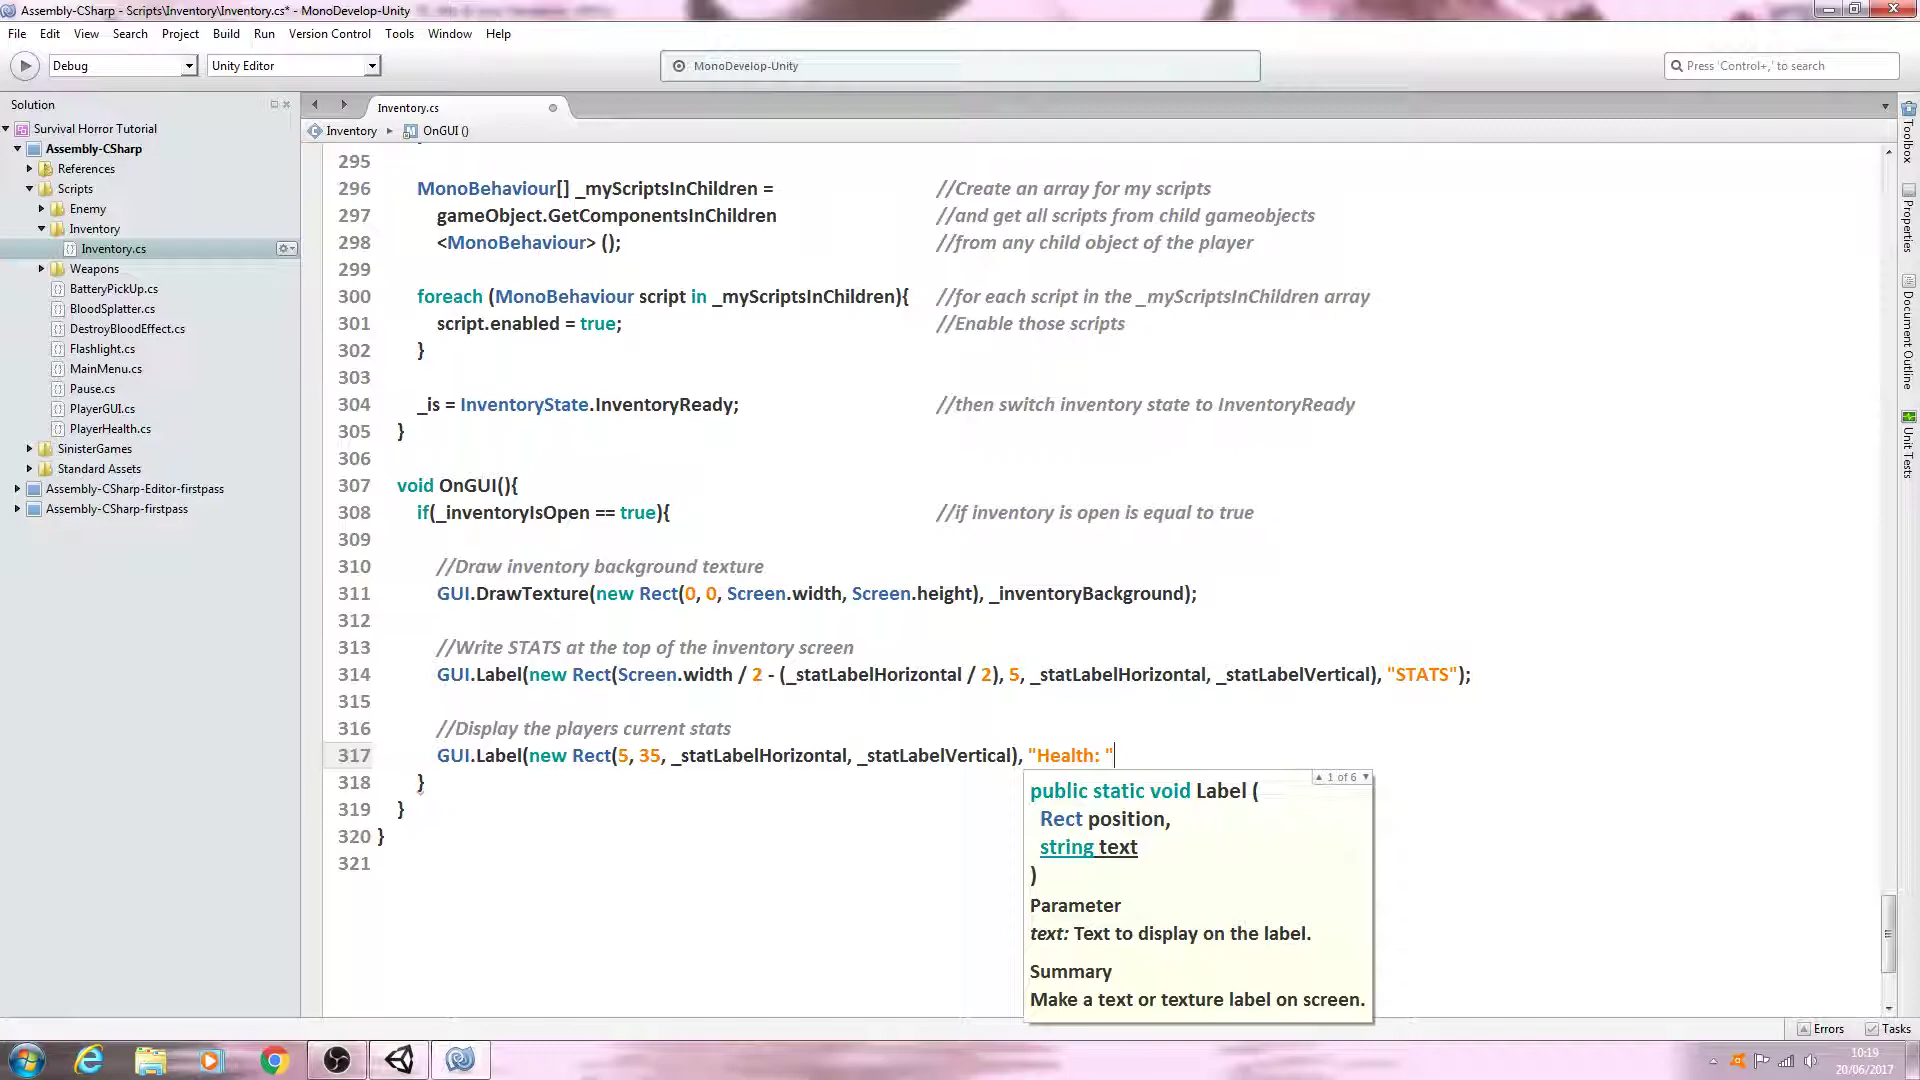 Assembly-CSharp - Scripts\Inventory\Inventory.cs* - MonoDevelop-Unity
File Edit View Search Project Build Run Version Control Tools Window Help
Debug Unity Editor MonoDevelop-Unity Press 'Control+,' to search
Solution
Survival Horror Tutorial
Assembly-CSharp
References
Scripts
Enemy
Inventory
Inventory.cs
Weapons
BatteryPickUp.cs
BloodSplatter.cs
DestroyBloodEffect.cs
Flashlight.cs
MainMenu.cs
Pause.cs
PlayerGUI.cs
PlayerHealth.cs
SinisterGames
Standard Assets
Assembly-CSharp-Editor-firstpass
Assembly-CSharp-firstpass
Inventory.cs
Inventory OnGUI ()
295
296 MonoBehaviour[] _myScriptsInChildren = //Create an array for my scripts
297 gameObject.GetComponentsInChildren //and get all scripts from child gameobjects
298 <MonoBehaviour> (); //from any child object of the player
299
300 foreach (MonoBehaviour script in _myScriptsInChildren){ //for each script in the _myScriptsInChildren array
301 script.enabled = true; //Enable those scripts
302 }
303
304 _is = InventoryState.InventoryReady; //then switch inventory state to InventoryReady
305 }
306
307 void OnGUI(){
308 if(_inventoryIsOpen == true){ //if inventory is open is equal to true
309
310 //Draw inventory background texture
311 GUI.DrawTexture(new Rect(0, 0, Screen.width, Screen.height), _inventoryBackground);
312
313 //Write STATS at the top of the inventory screen
314 GUI.Label(new Rect(Screen.width / 2 - (_statLabelHorizontal / 2), 5, _statLabelHorizontal, _statLabelVertical), "STATS");
315
316 //Display the players current stats
317 GUI.Label(new Rect(5, 35, _statLabelHorizontal, _statLabelVertical), "Health: "
318 }
319 }
320 }
321
1 of 6
public static void Label (
Rect position,
string text
)
Parameter
text: Text to display on the label.
Summary
Make a text or texture label on screen.
Toolbox
Properties
Document Outline
Unit Tests
Errors Tasks
10:19
20/06/2017